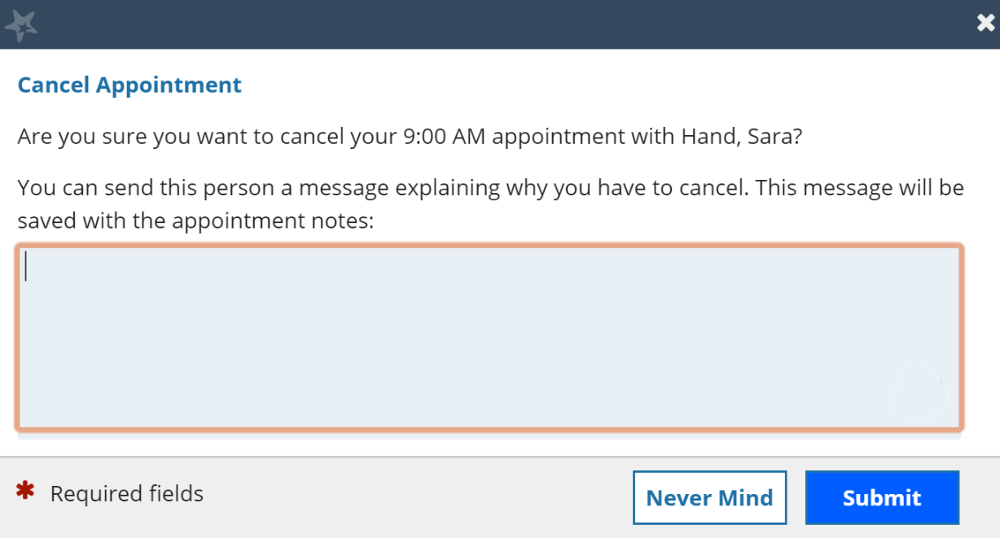 Cancel Appointment
Are you sure you want to cancel your 9:00 AM appointment with Hand, Sara?
You can send this person a message explaining why you have to cancel. This message will be
saved with the appointment notes:
* Required fields
Never Mind
Submit